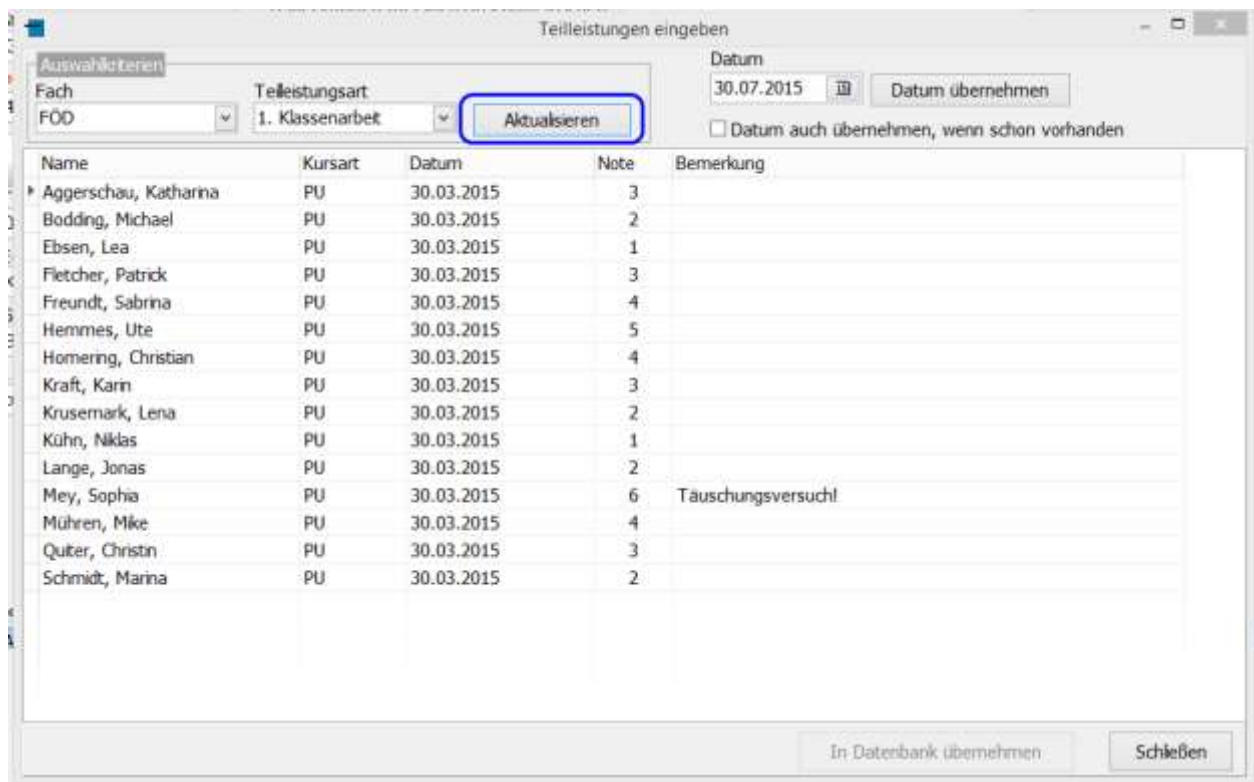 Teilleistungen eingeben
Auswahlkriterien
Datum
Fach Teilleistungsart
30.07.2015 Datum übernehmen
FÖD 1. Klassenarbeit Aktualisieren
Datum auch übernehmen, wenn schon vorhanden
Name Kursart Datum Note Bemerkung
Aggerschau, Katharina PU 30.03.2015 3
Bodding, Michael PU 30.03.2015 2
Ebsen, Lea PU 30.03.2015 1
Fletcher, Patrick PU 30.03.2015 3
Freundt, Sabrina PU 30.03.2015 4
Hemmes, Ute PU 30.03.2015 5
Homering, Christian PU 30.03.2015 4
Kraft, Karin PU 30.03.2015 3
Krusemark, Lena PU 30.03.2015 2
Kühn, Niklas PU 30.03.2015 1
Lange, Jonas PU 30.03.2015 2
Mey, Sophia PU 30.03.2015 6 Täuschungsversuch!
Mühren, Mike PU 30.03.2015 4
Quiter, Christin PU 30.03.2015 3
Schmidt, Marina PU 30.03.2015 2
In Datenbank übernehmen Schließen